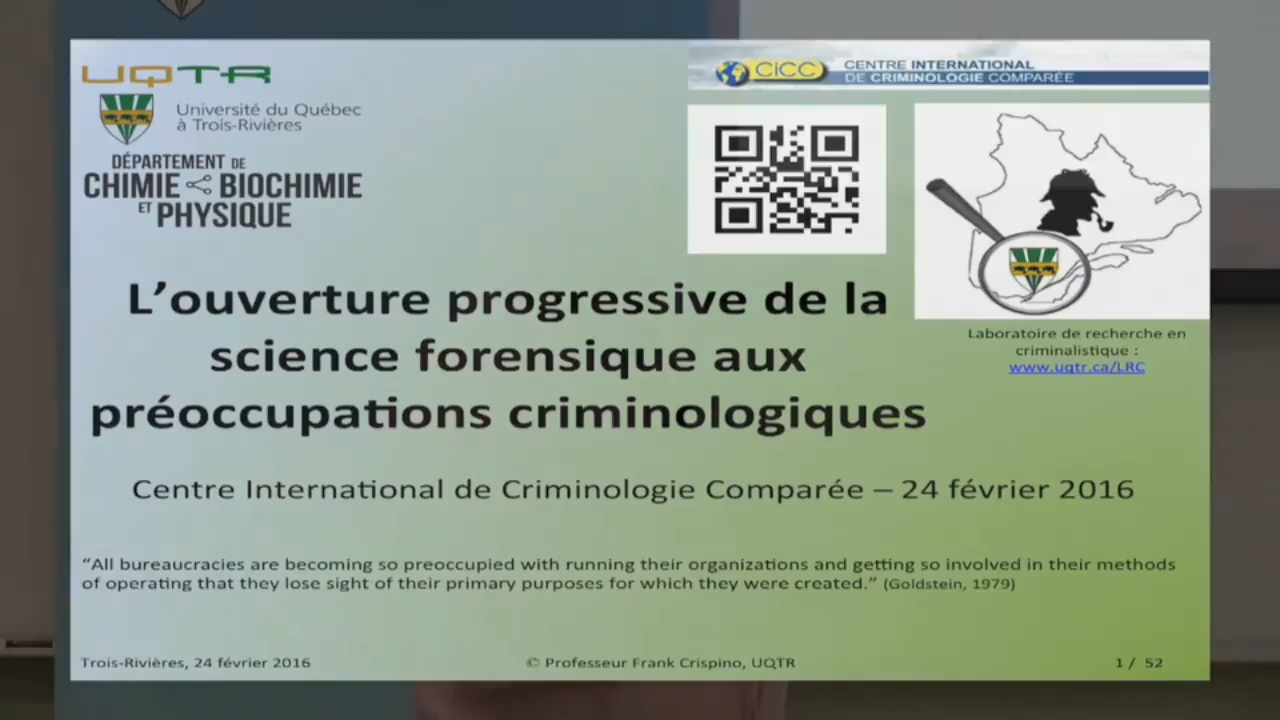 UQTR
Université du Québec
à Trois-Rivières
DÉPARTEMENT DE
CHIMIE BIOCHIMIE
ET PHYSIQUE
CICC
CENTRE INTERNATIONAL
DE CRIMINOLOGIE COMPARÉE
Laboratoire de recherche en
criminalistique :
www.uqtr.ca/LRC
L’ouverture progressive de la
science forensique aux
préoccupations criminologiques
Centre International de Criminologie Comparée – 24 février 2016
“All bureaucracies are becoming so preoccupied with running their organizations and getting so involved in their methods
of operating that they lose sight of their primary purposes for which they were created.” (Goldstein, 1979)
Trois-Rivières, 24 février 2016
© Professeur Frank Crispino, UQTR
1 / 52